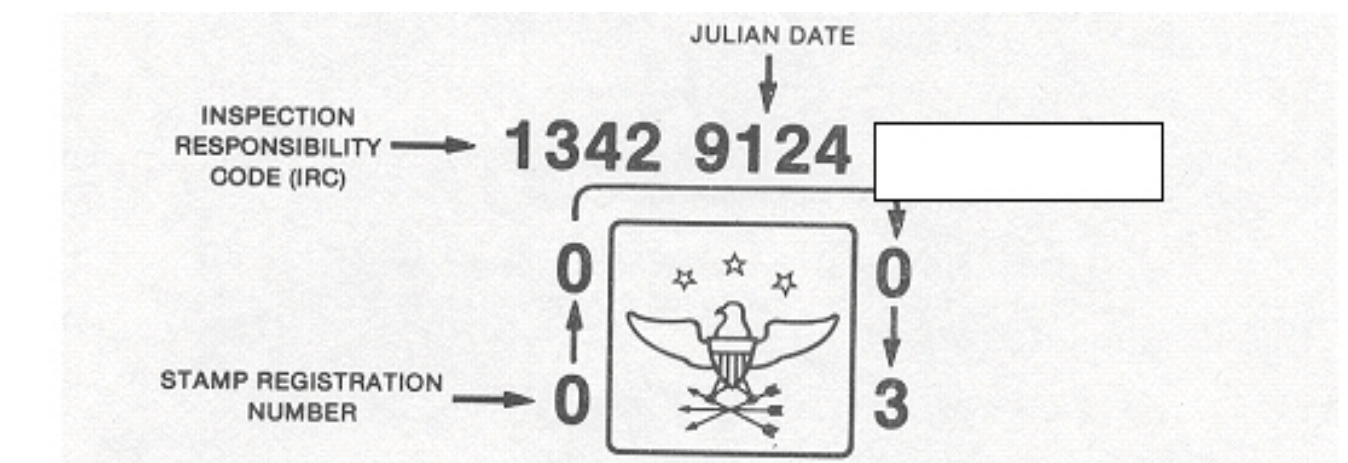 JULIAN DATE
INSPECTION
RESPONSIBILITY
CODE (IRC)
1342 9124
0 0
STAMP REGISTRATION
NUMBER
0 3